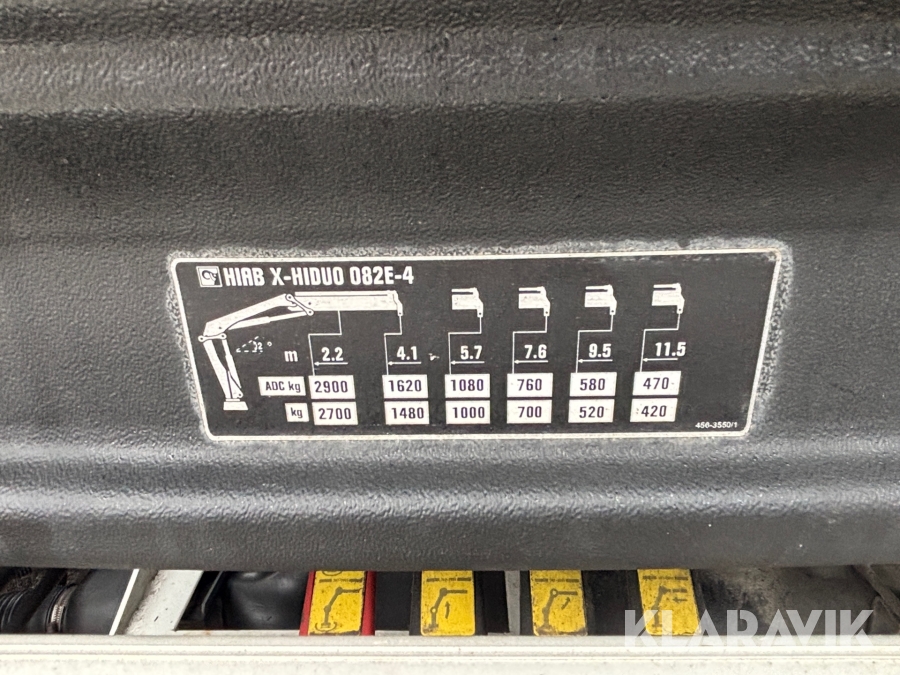 HIAB X-HIDUO 082E-4
m 2.2 4.1 5.7 7.6 9.5 11.5
ADC kg 2900 1620 1080 760 580 470
kg 2700 1480 1000 700 520 420
456-3550/1
KLARAVIK